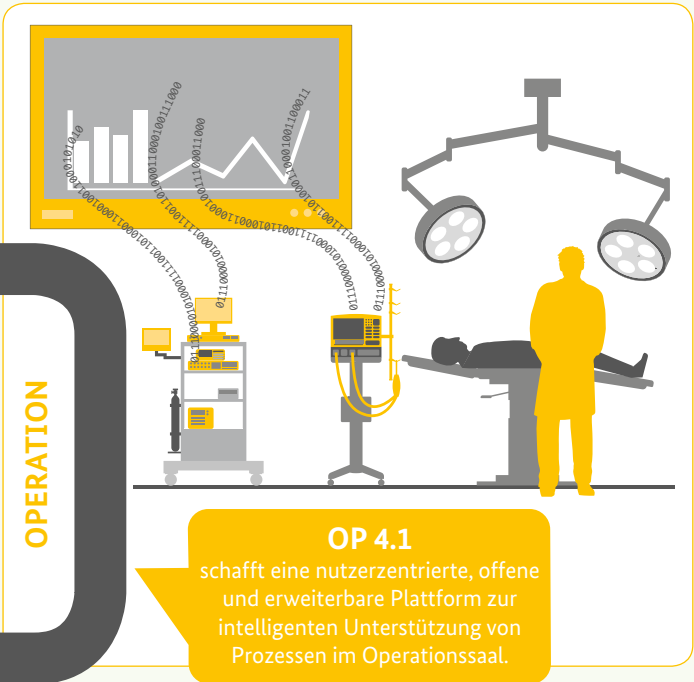 OPERATION
OP 4.1
schafft eine nutzerzentrierte, offene
und erweiterbare Plattform zur
intelligenten Unterstützung von
Prozessen im Operationssaal.